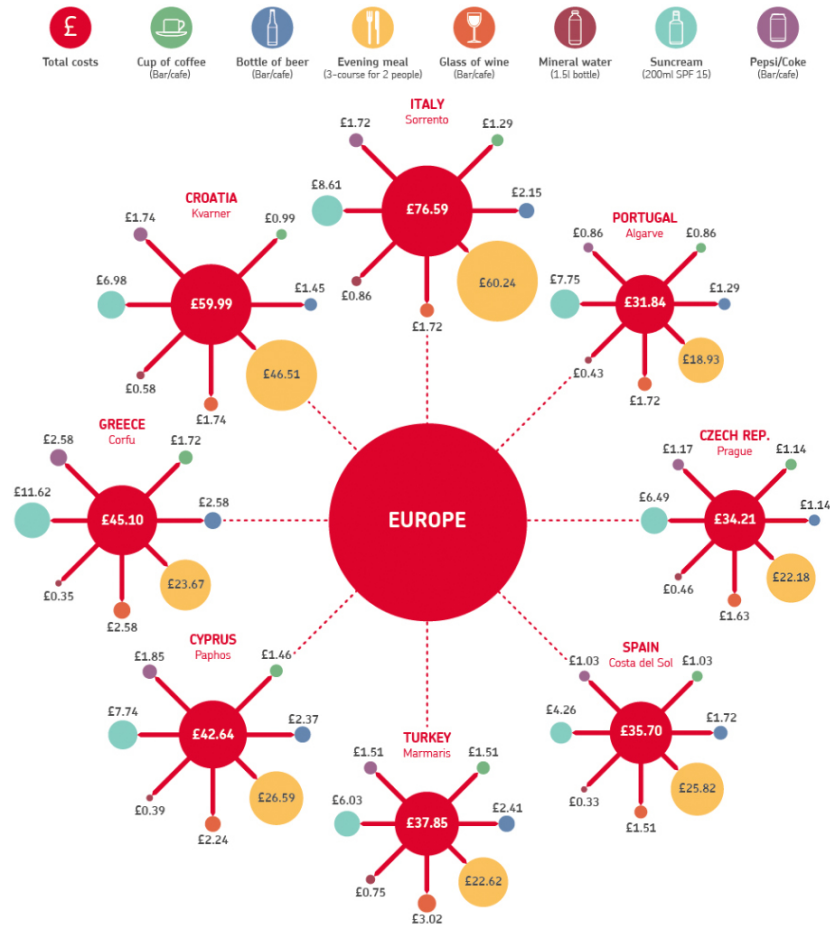 £
Total costs
Cup of coffee
(Bar/cafe)
Bottle of beer
(Bar/cafe)
Evening meal
(3-course for 2 people)
Glass of wine
(Bar/cafe)
Mineral water
(1.5l bottle)
Suncream
(200ml SPF 15)
Pepsi/Coke
(Bar/cafe)
ITALY
Sorrento
£1.72
£1.29
£8.61
£76.59
£2.15
£0.86
£1.72
£60.24
CROATIA
Kvarner
£1.74
£0.99
£6.98
£59.99
£1.45
£0.58
£1.74
£46.51
PORTUGAL
Algarve
£0.86
£0.86
£7.75
£31.84
£1.29
£0.43
£1.72
£18.93
GREECE
Corfu
£2.58
£1.72
£11.62
£45.10
£2.58
£0.35
£2.58
£23.67
EUROPE
CZECH REP.
Prague
£1.17
£1.14
£6.49
£34.21
£1.14
£0.46
£1.63
£22.18
CYPRUS
Paphos
£1.85
£1.46
£7.74
£42.64
£2.37
£0.39
£2.24
£26.59
TURKEY
Marmaris
£1.51
£1.51
£6.03
£37.85
£2.41
£0.75
£3.02
£22.62
SPAIN
Costa del Sol
£1.03
£1.03
£4.26
£35.70
£1.72
£0.33
£1.51
£25.82